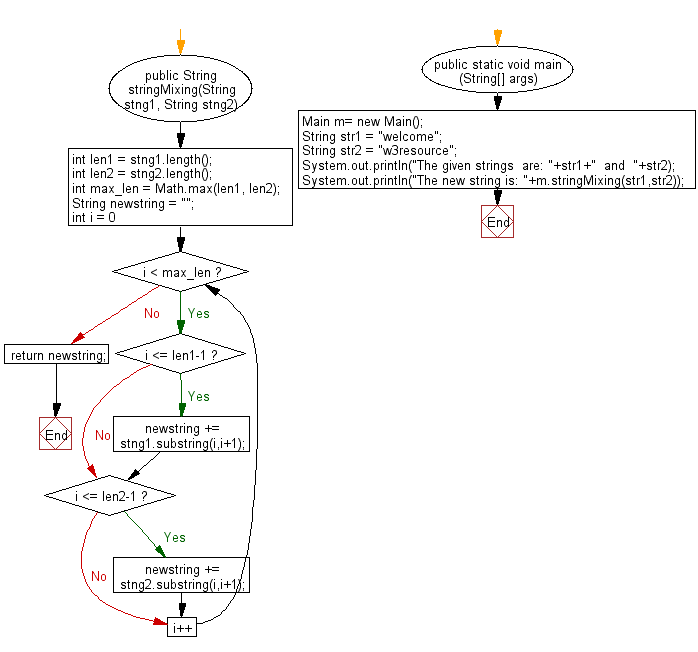 public String
stringMixing(String
stng1, String stng2)
int len1 = stng1.length();
int len2 = stng2.length();
int max_len = Math.max(len1, len2);
String newstring = "";
int i = 0
i < max_len ?
No
Yes
return newstring;
i <= len1-1 ?
Yes
End
No
newstring +=
stng1.substring(i,i+1);
i <= len2-1 ?
Yes
No
newstring +=
stng2.substring(i,i+1);
i++
public static void main
(String[] args)
Main m= new Main();
String str1 = "welcome";
String str2 = "w3resource";
System.out.println("The given strings  are: "+str1+"  and  "+str2);
System.out.println("The new string is: "+m.stringMixing(str1,str2));
End